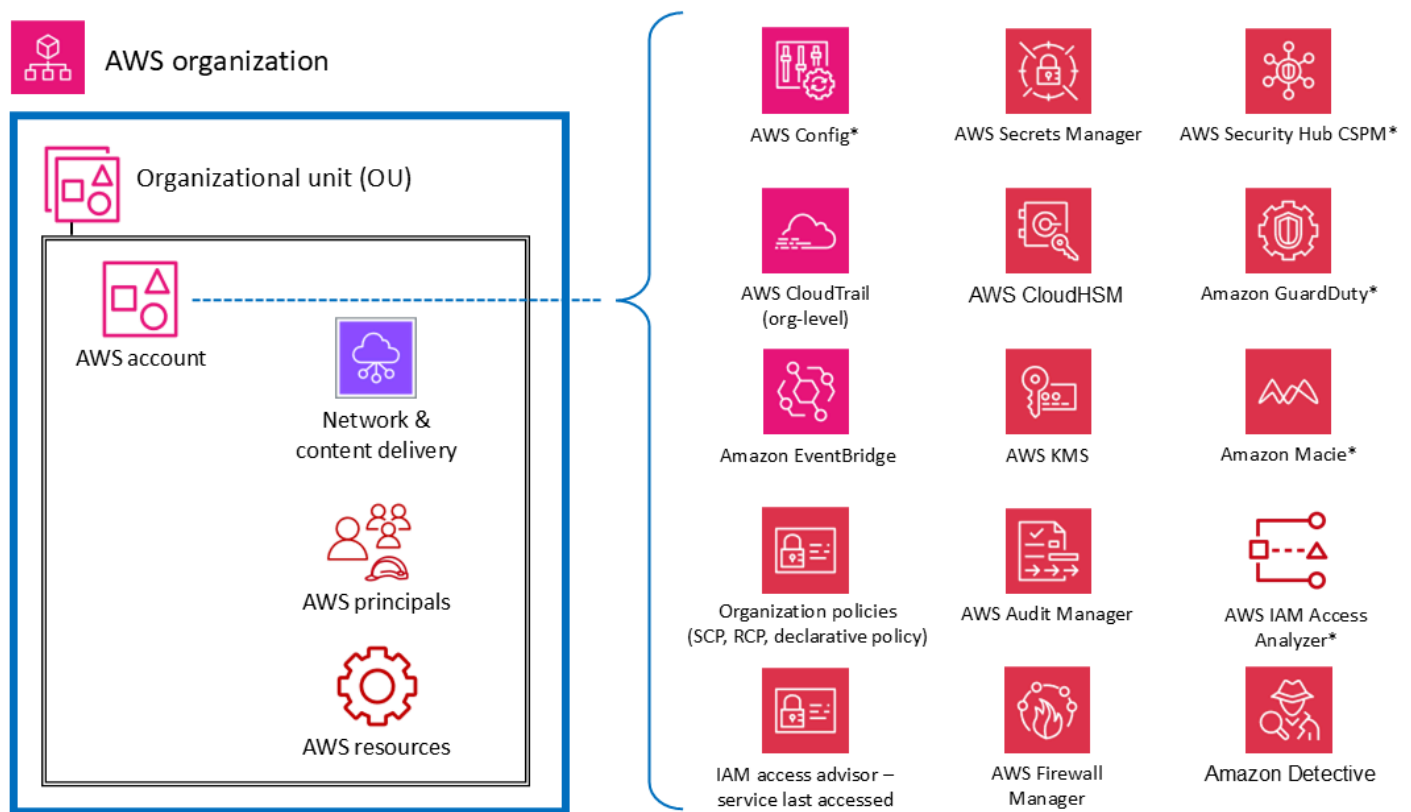 AWS organization
Organizational unit (OU)
AWS account
Network &
content delivery
AWS principals
AWS resources
AWS Config*
AWS Secrets Manager
AWS Security Hub CSPM*
AWS CloudTrail
(org-level)
AWS CloudHSM
Amazon GuardDuty*
Amazon EventBridge
AWS KMS
Amazon Macie*
Organization policies
(SCP, RCP, declarative policy)
AWS Audit Manager
AWS IAM Access
Analyzer*
IAM access advisor –
service last accessed
AWS Firewall
Manager
Amazon Detective